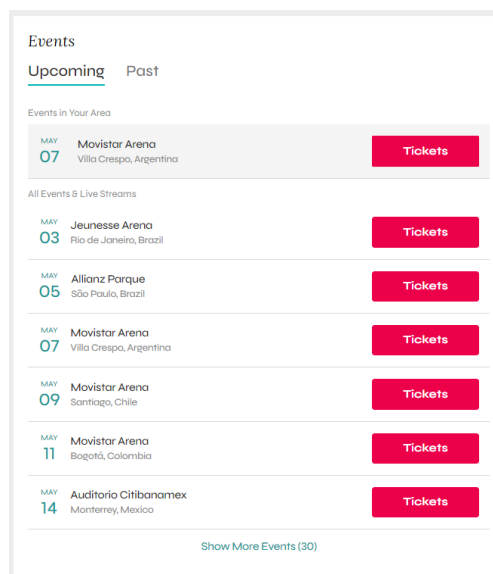 Events
Upcoming Past
Events in Your Area
MAY
07
Movistar Arena
Villa Crespo, Argentina
Tickets
All Events & Live Streams
MAY
03
Jeunesse Arena
Rio de Janeiro, Brazil
Tickets
MAY
05
Allianz Parque
São Paulo, Brazil
Tickets
MAY
07
Movistar Arena
Villa Crespo, Argentina
Tickets
MAY
09
Movistar Arena
Santiago, Chile
Tickets
MAY
11
Movistar Arena
Bogotá, Colombia
Tickets
MAY
14
Auditorio Citibanamex
Monterrey, Mexico
Tickets
Show More Events (30)